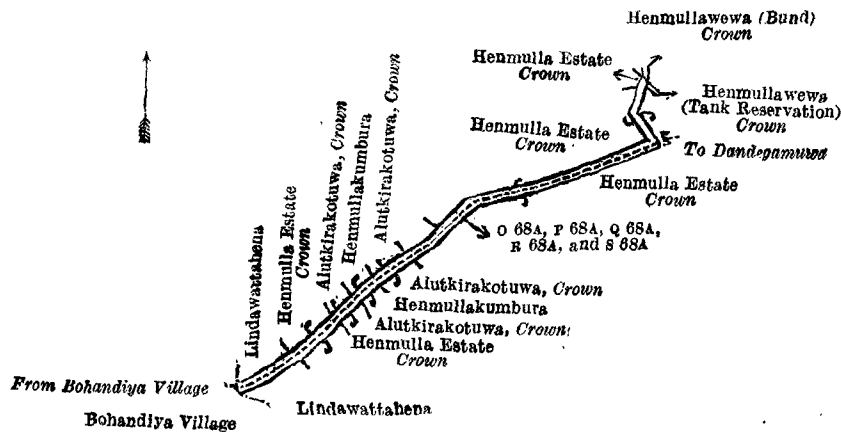 Henmullawewa (Bund)
Crown
Henmulla Estate
Crown
Henmullawewa
(Tank Reservation)
Crown
Henmulla Estate
Crown
To Dandegamuwa
Henmulla Estate
Crown
O 68A, P 68A, Q 68A,
R 68A, and S 68A
Lindawattahena
Henmulla Estate
Crown
Alutkirakotuwa, Crown
Henmullakumbura
Alutkirakotuwa, Crown
Alutkirakotuwa, Crown
Henmullakumbura
Alutkirakotuwa, Crown
Henmulla Estate
Crown
From Bohandiya Village
Bohandiya Village
Lindawattahena